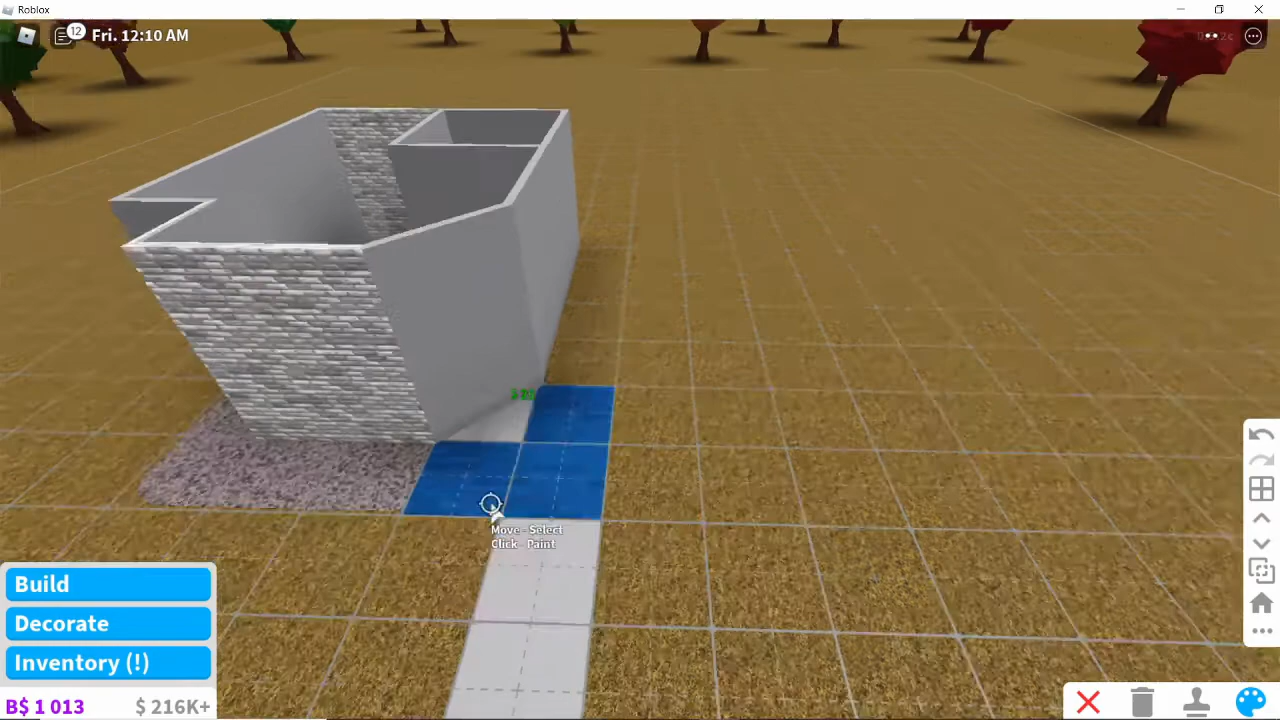 Roblox
12
Fri. 12:10 AM
Move - Select
Click - Paint
Build
Decorate
Inventory (!)
B$ 1 013
$ 216K+